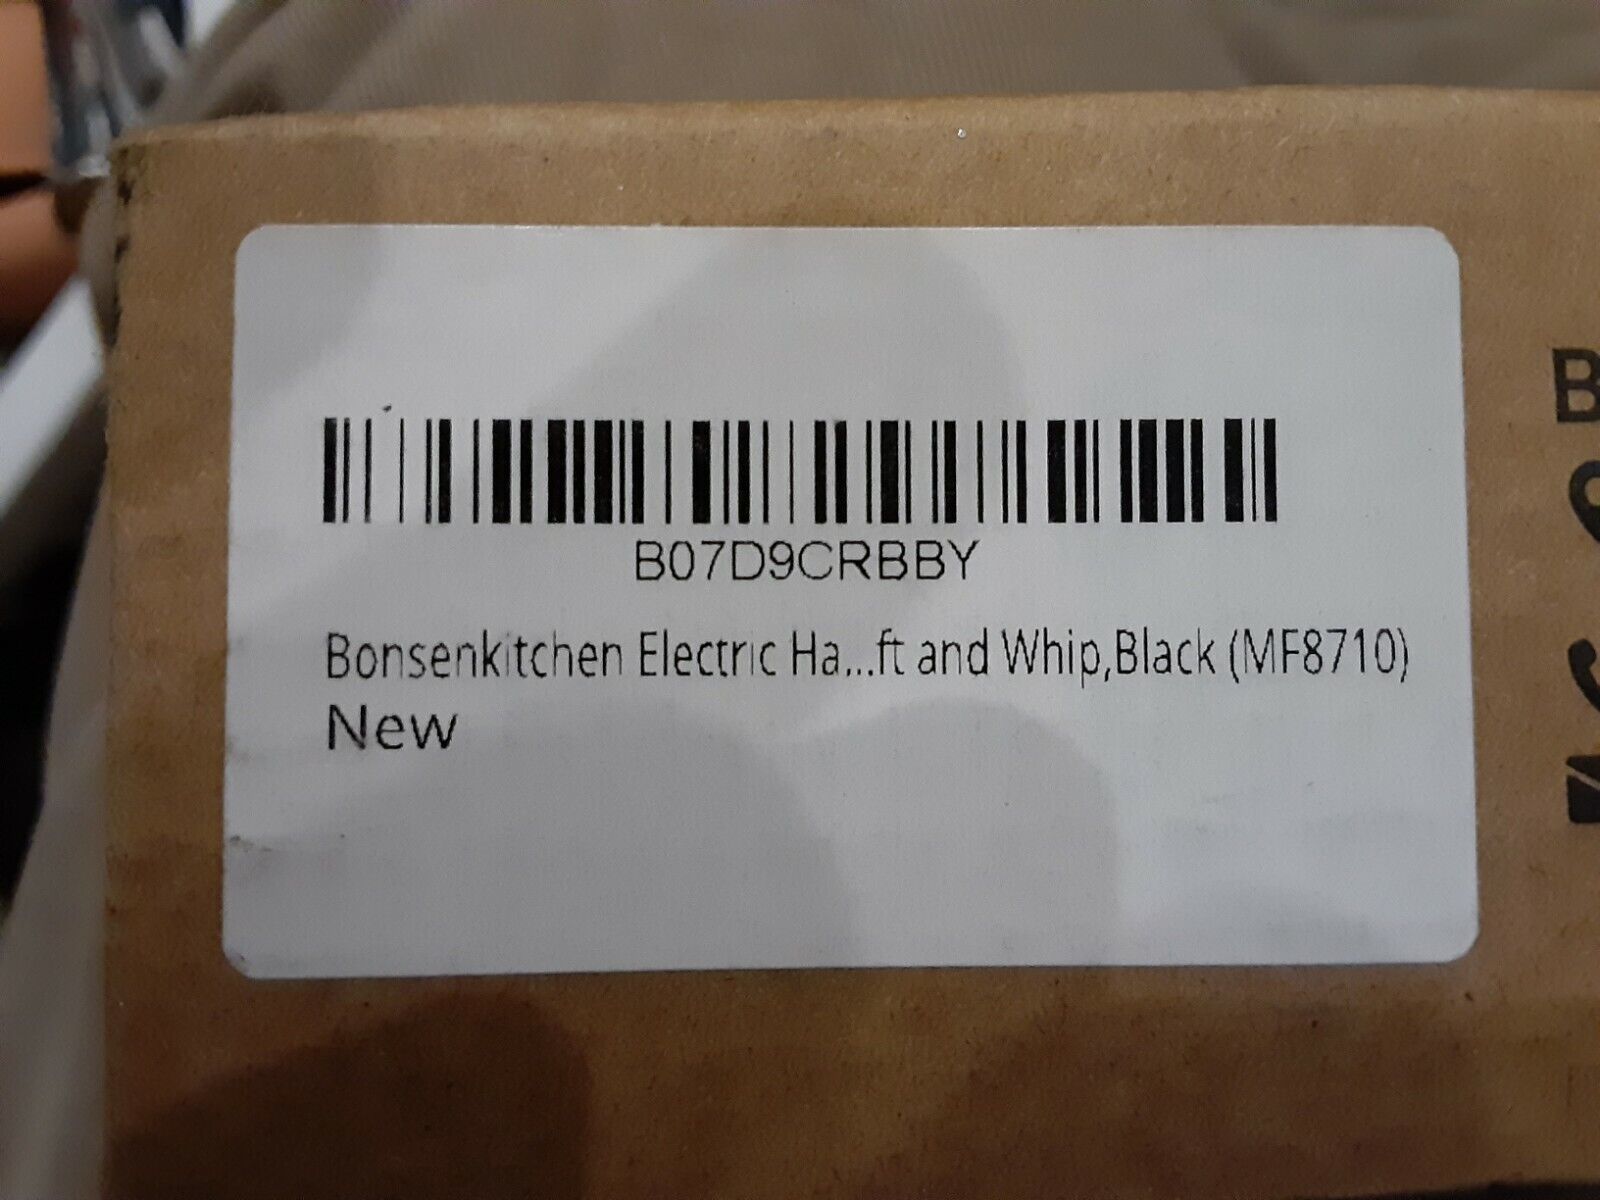 B07D9CRBBY
Bonsenkitchen Electric Ha...ft and Whip,Black (MF8710)
New
B